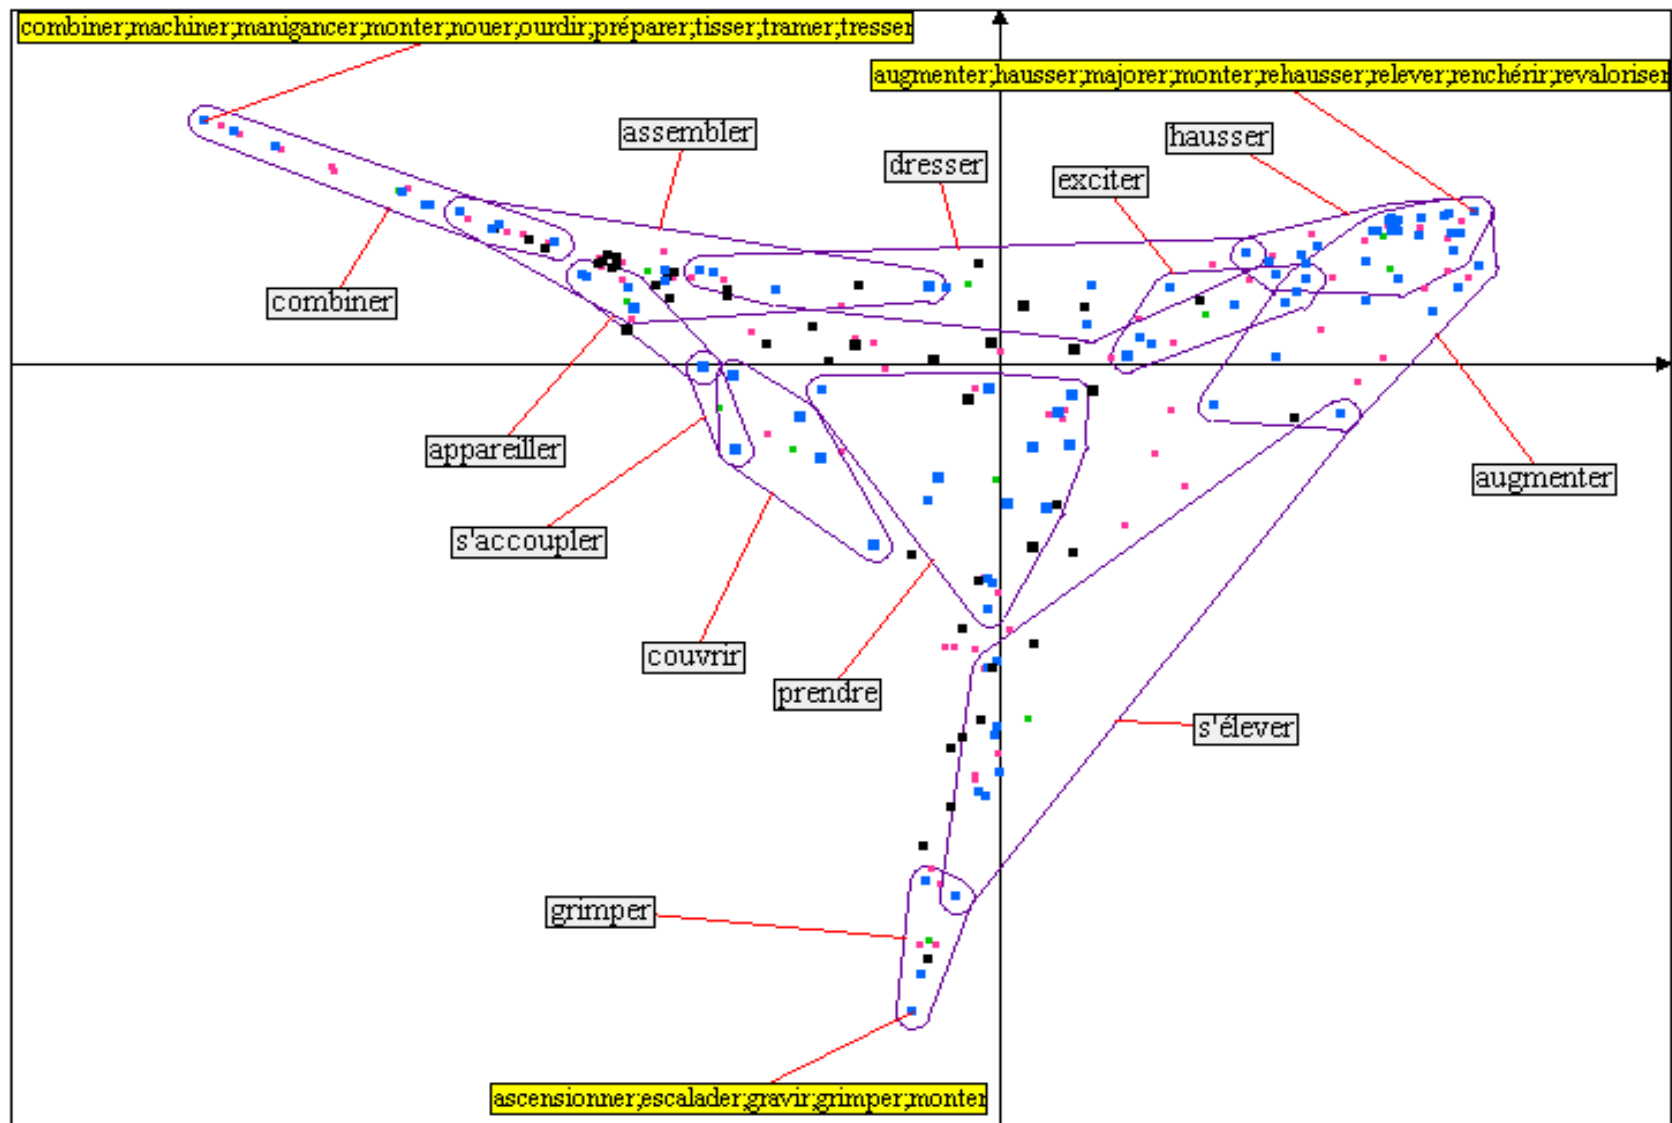 combiner;machiner;manigancer;monter;nouer;ourdir;préparer;tisser;tramer;tresser
augmenter;hausser;majorer;monter;rehausser;relever;renchérir;revaloriser
assembler
hausser
dresser
exciter
combiner
appareiller
augmenter
s'accoupler
couvrir
prendre
s'élever
grimper
ascensionner;escalader;gravir;grimper;monter